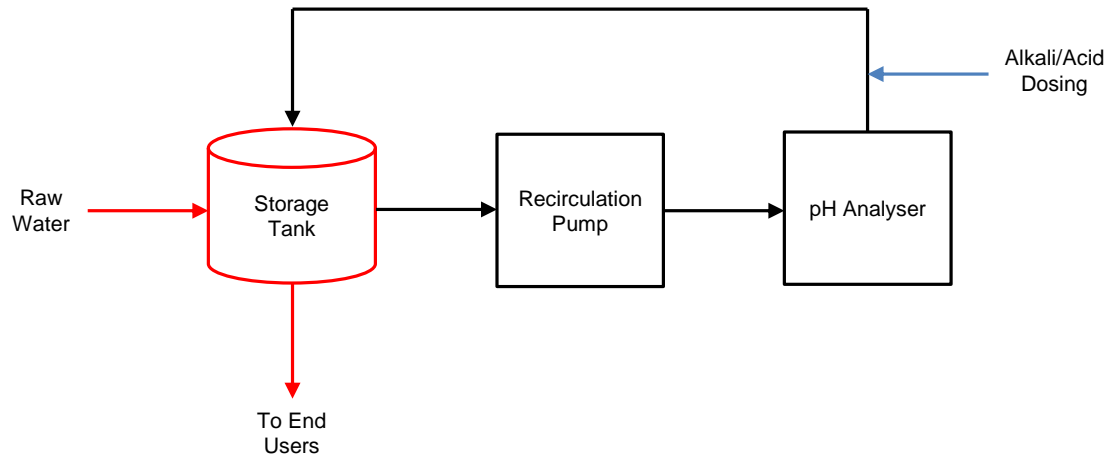 Alkali/Acid
Dosing
Raw
Water
Storage
Tank
Recirculation
Pump
pH Analyser
To End
Users